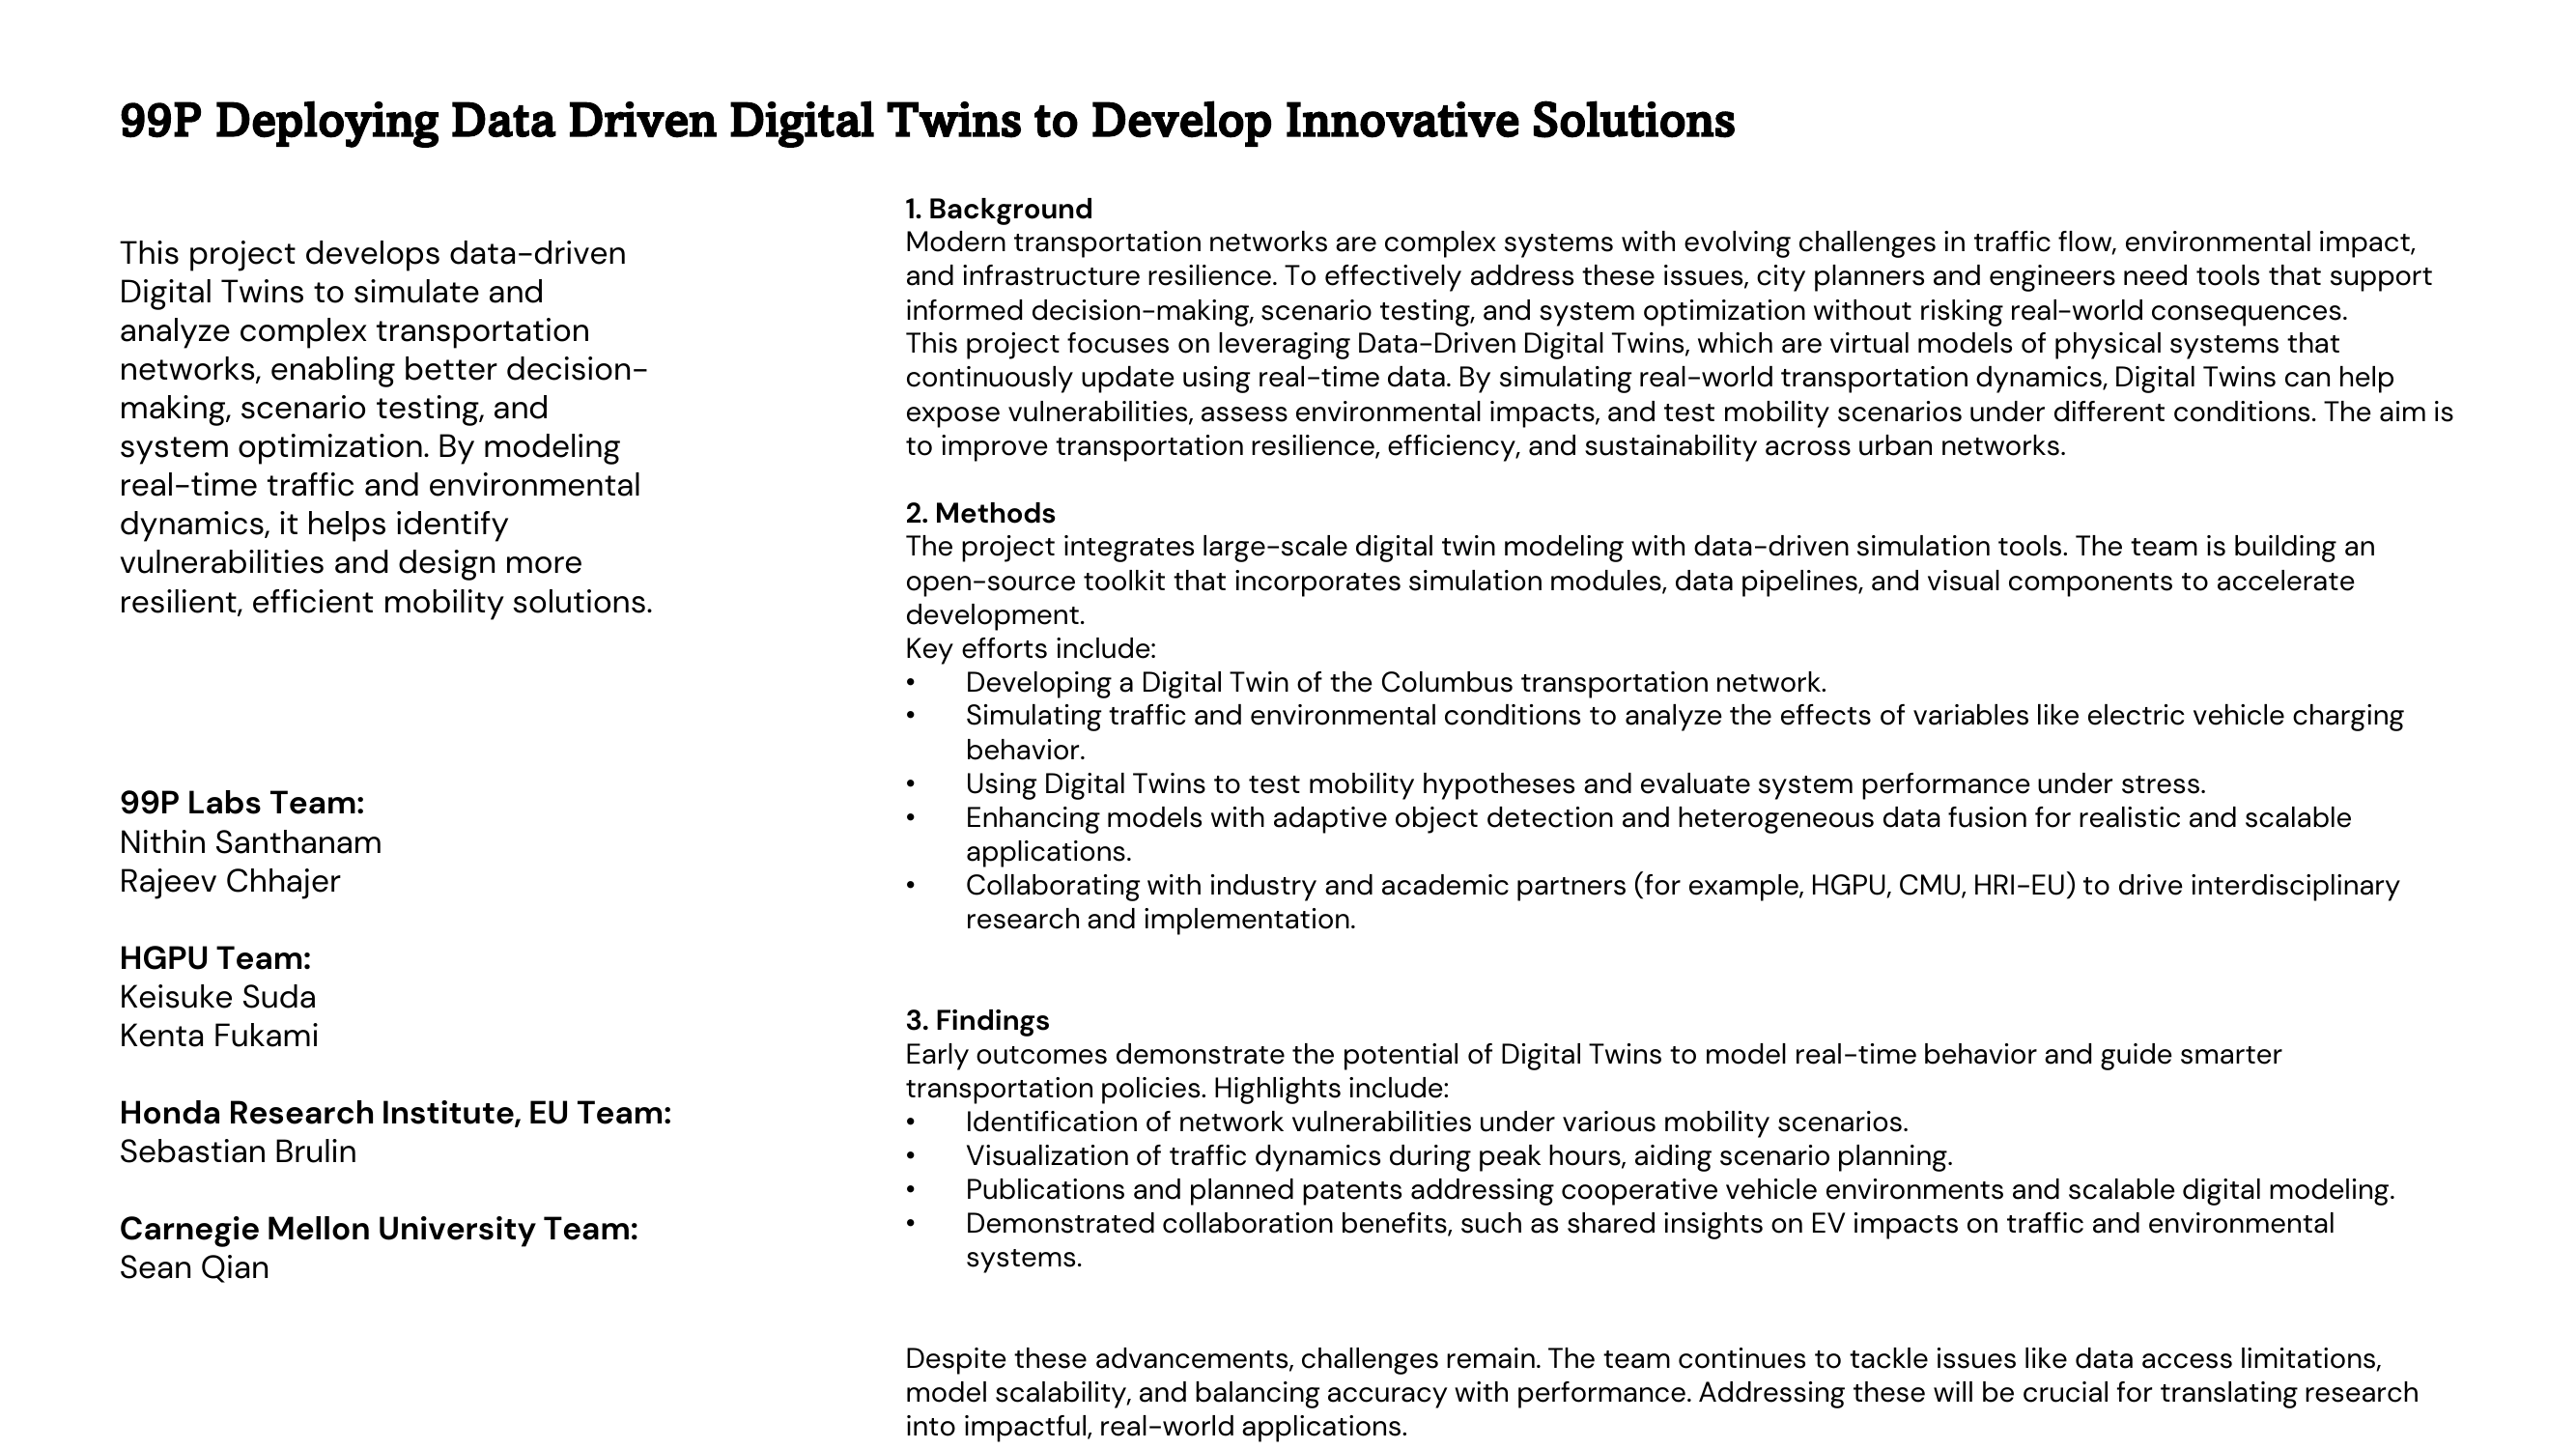 99P Deploying Data Driven Digital Twins to Develop Innovative Solutions
This project develops data-driven
Digital Twins to simulate and
analyze complex transportation
networks, enabling better decision-
making, scenario testing, and
system optimization. By modeling
real-time traffic and environmental
dynamics, it helps identify
vulnerabilities and design more
resilient, efficient mobility solutions.
99P Labs Team:
Nithin Santhanam
Rajeev Chhajer
HGPU Team:
Keisuke Suda
Kenta Fukami
Honda Research Institute, EU Team:
Sebastian Brulin
Carnegie Mellon University Team:
Sean Qian
1. Background
Modern transportation networks are complex systems with evolving challenges in traffic flow, environmental impact,
and infrastructure resilience. To effectively address these issues, city planners and engineers need tools that support
informed decision-making, scenario testing, and system optimization without risking real-world consequences.
This project focuses on leveraging Data-Driven Digital Twins, which are virtual models of physical systems that
continuously update using real-time data. By simulating real-world transportation dynamics, Digital Twins can help
expose vulnerabilities, assess environmental impacts, and test mobility scenarios under different conditions. The aim is
to improve transportation resilience, efficiency, and sustainability across urban networks.
2. Methods
The project integrates large-scale digital twin modeling with data-driven simulation tools. The team is building an
open-source toolkit that incorporates simulation modules, data pipelines, and visual components to accelerate
development.
Key efforts include:
• Developing a Digital Twin of the Columbus transportation network.
• Simulating traffic and environmental conditions to analyze the effects of variables like electric vehicle charging
behavior.
• Using Digital Twins to test mobility hypotheses and evaluate system performance under stress.
• Enhancing models with adaptive object detection and heterogeneous data fusion for realistic and scalable
applications.
• Collaborating with industry and academic partners (for example, HGPU, CMU, HRI-EU) to drive interdisciplinary
research and implementation.
3. Findings
Early outcomes demonstrate the potential of Digital Twins to model real-time behavior and guide smarter
transportation policies. Highlights include:
• Identification of network vulnerabilities under various mobility scenarios.
• Visualization of traffic dynamics during peak hours, aiding scenario planning.
• Publications and planned patents addressing cooperative vehicle environments and scalable digital modeling.
• Demonstrated collaboration benefits, such as shared insights on EV impacts on traffic and environmental
systems.
Despite these advancements, challenges remain. The team continues to tackle issues like data access limitations,
model scalability, and balancing accuracy with performance. Addressing these will be crucial for translating research
into impactful, real-world applications.